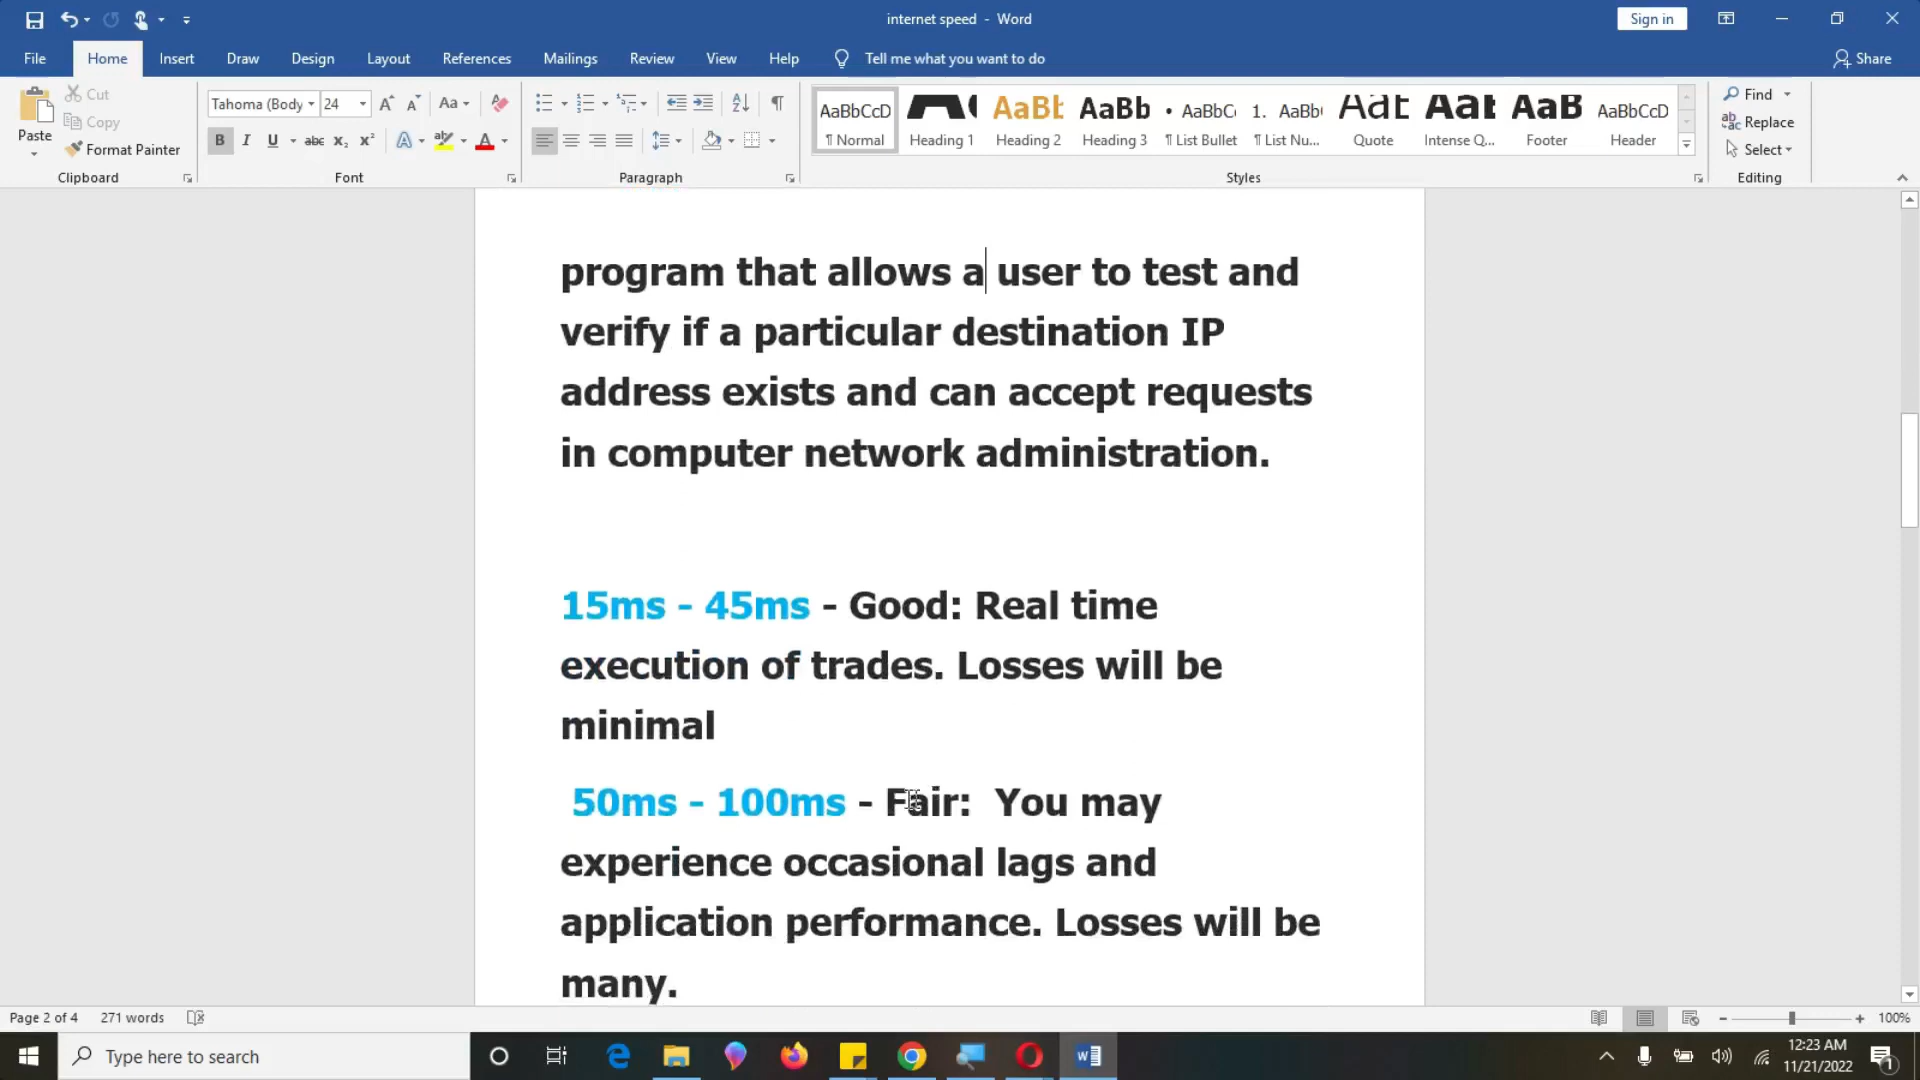 internet speed - Word
Sign in
File Home Insert Draw Design Layout References Mailings Review View Help Tell me what you want to do Share
Paste
Cut
Copy
Format Painter
Clipboard
Tahoma (Body 24
Font
Paragraph
AaBbCcD AaBb AaBb AaBbC 1. AaBb AaB AaBbCcD
¶ Normal Heading 1 Heading 2 Heading 3 ¶ List Bullet ¶ List Nu... Quote Intense Q... Footer Header
Styles
Find
Replace
Select
Editing
program that allows a user to test and
verify if a particular destination IP
address exists and can accept requests
in computer network administration.
15ms - 45ms - Good: Real time
execution of trades. Losses will be
minimal
50ms - 100ms - Fair: You may
experience occasional lags and
application performance. Losses will be
many.
Page 2 of 4 271 words 100%
Type here to search
12:23 AM
11/21/2022
1